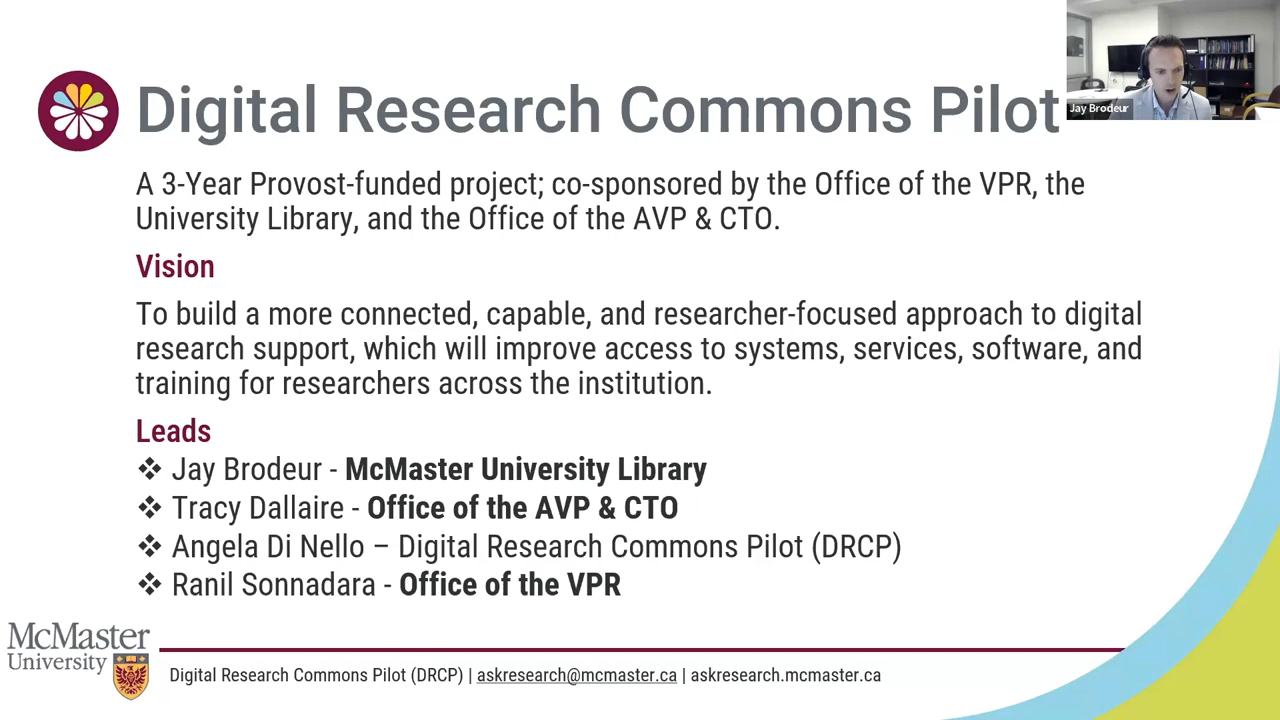 Digital Research Commons Pilot
Jay Brodeur
A 3-Year Provost-funded project; co-sponsored by the Office of the VPR, the
University Library, and the Office of the AVP & CTO.
Vision
To build a more connected, capable, and researcher-focused approach to digital
research support, which will improve access to systems, services, software, and
training for researchers across the institution.
Leads
❖ Jay Brodeur - McMaster University Library
❖ Tracy Dallaire - Office of the AVP & CTO
❖ Angela Di Nello – Digital Research Commons Pilot (DRCP)
❖ Ranil Sonnadara - Office of the VPR
McMaster
University
Digital Research Commons Pilot (DRCP) | askresearch@mcmaster.ca | askresearch.mcmaster.ca